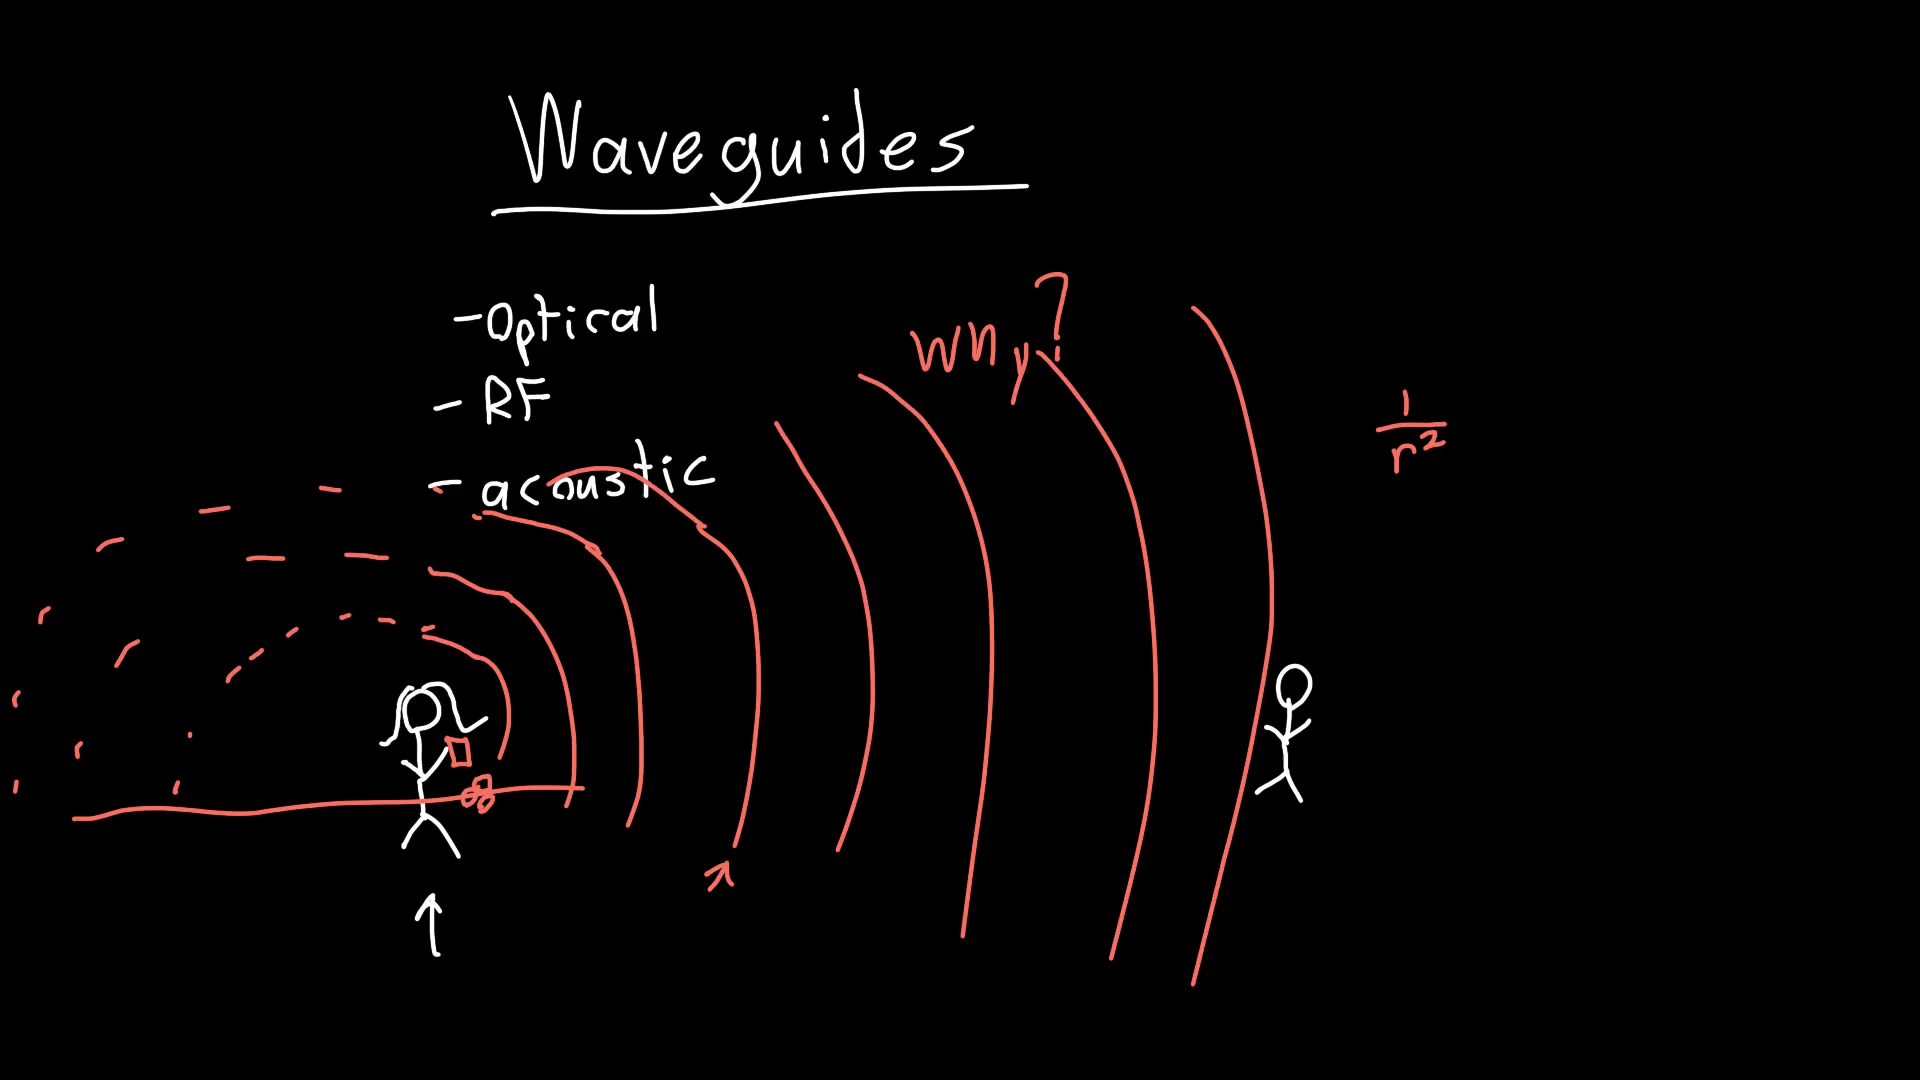 Waveguides
- Optical
- RF
- acoustic
why?
1
r²